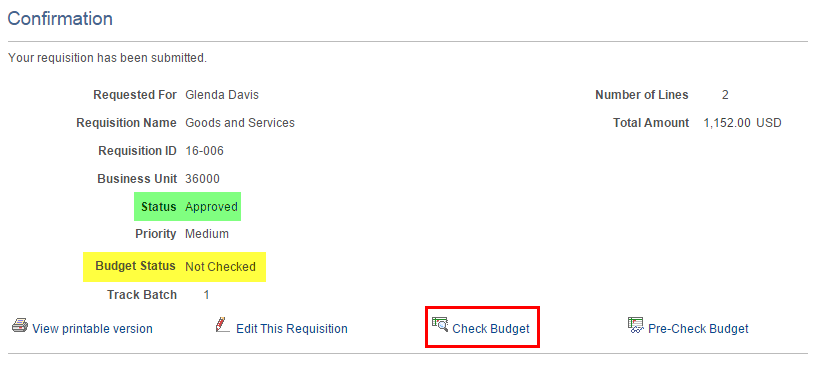 Confirmation
Your requisition has been submitted.
Requested For Glenda Davis Number of Lines 2
Requisition Name Goods and Services Total Amount 1,152.00 USD
Requisition ID 16-006
Business Unit 36000
Status Approved
Priority Medium
Budget Status Not Checked
Track Batch 1
View printable version Edit This Requisition Check Budget Pre-Check Budget